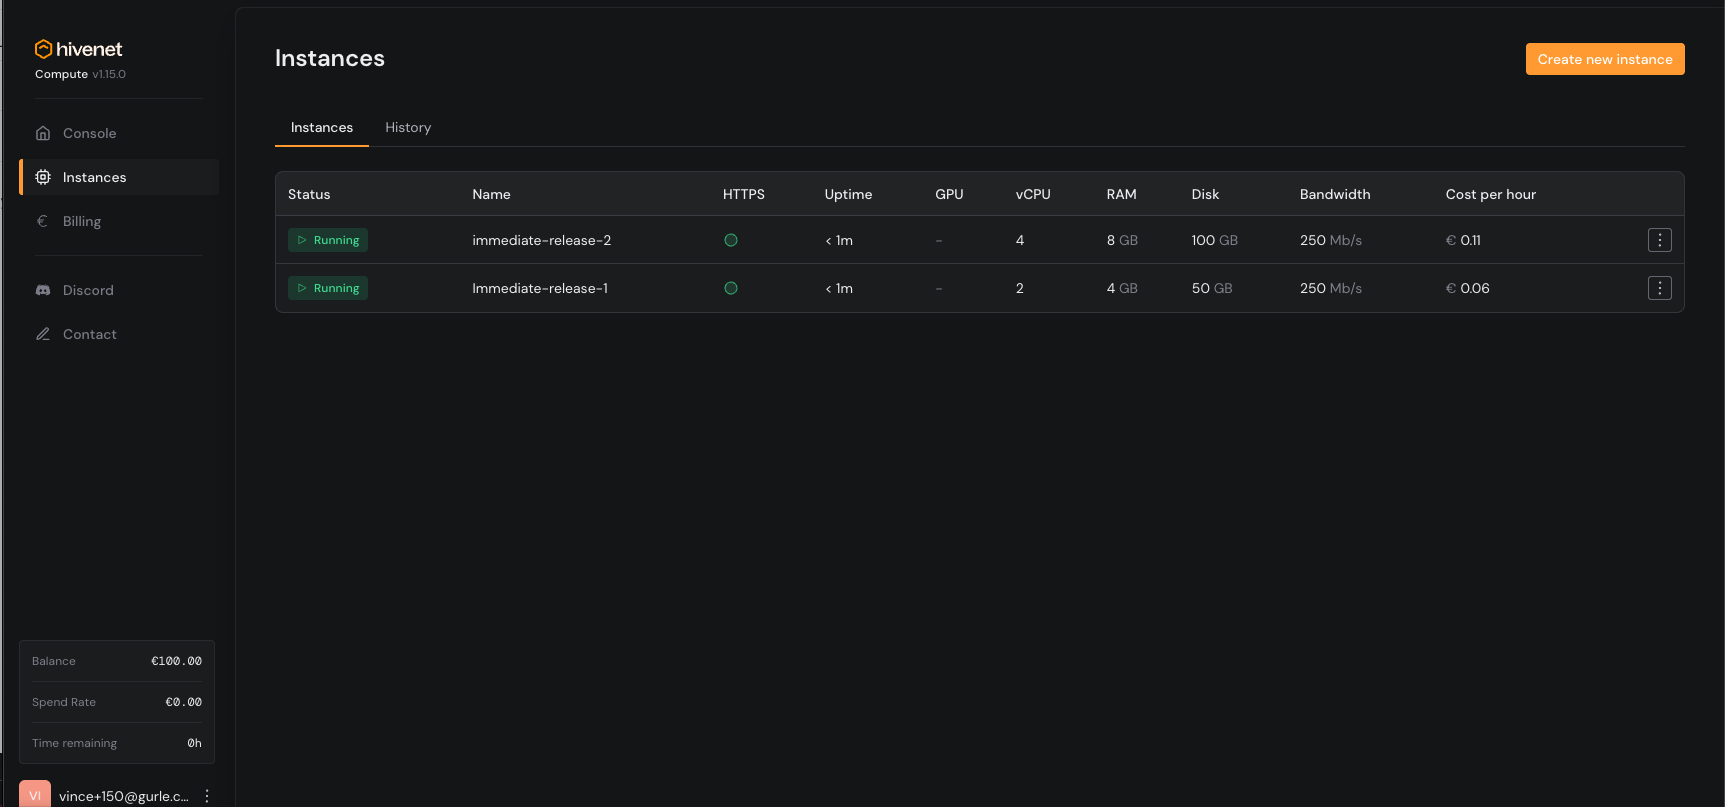 hivenet
Compute v1.15.0
Console
Instances
Billing
Discord
Contact
Balance €100.00
Spend Rate €0.00
Time remaining 0h
VI vince+150@gurle.c...
Instances
Create new instance
Instances History
Status Name HTTPS Uptime GPU vCPU RAM Disk Bandwidth Cost per hour
Running immediate-release-2 < 1m - 4 8 GB 100 GB 250 Mb/s € 0.11
Running Immediate-release-1 < 1m - 2 4 GB 50 GB 250 Mb/s € 0.06